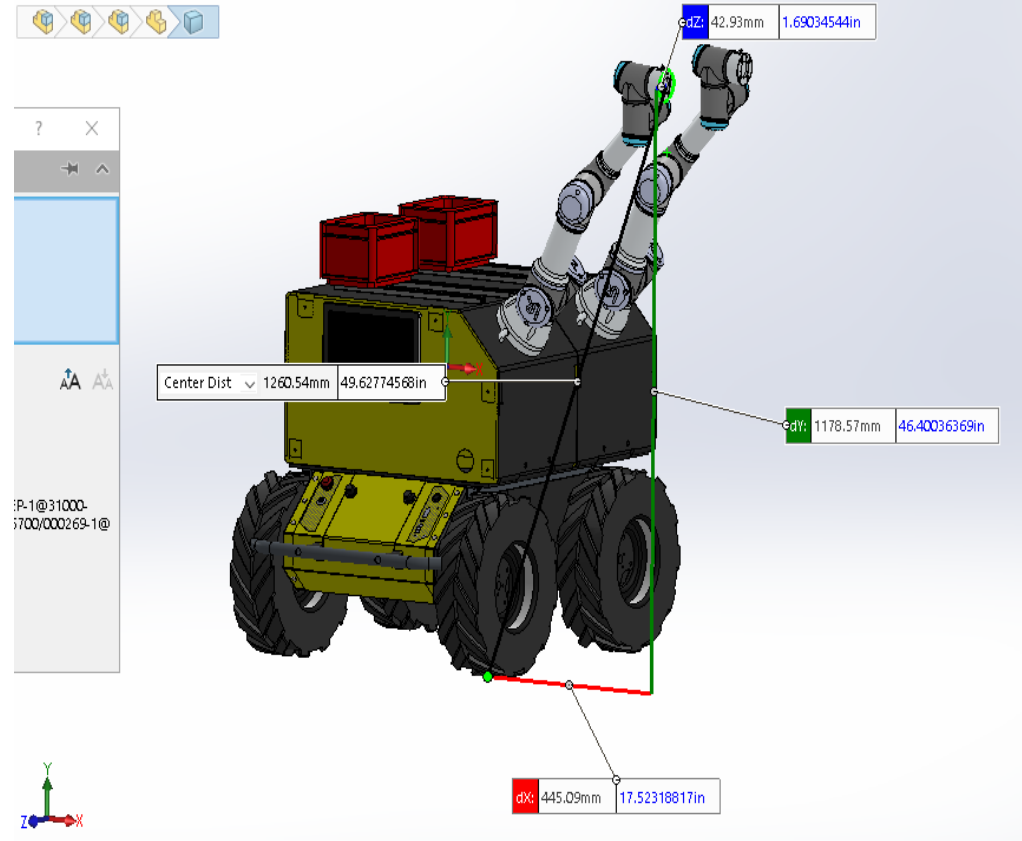 dZ: 42.93mm 1.69034544in
?
Center Dist 1260.54mm 49.62774568in
X
dY: 1178.57mm 46.40036369in
EP-1@31000-
5700/000269-1@
dX: 445.09mm 17.52318817in
Y
Z X